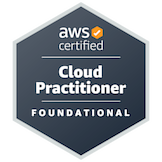 aws
certified
Cloud
Practitioner
FOUNDATIONAL